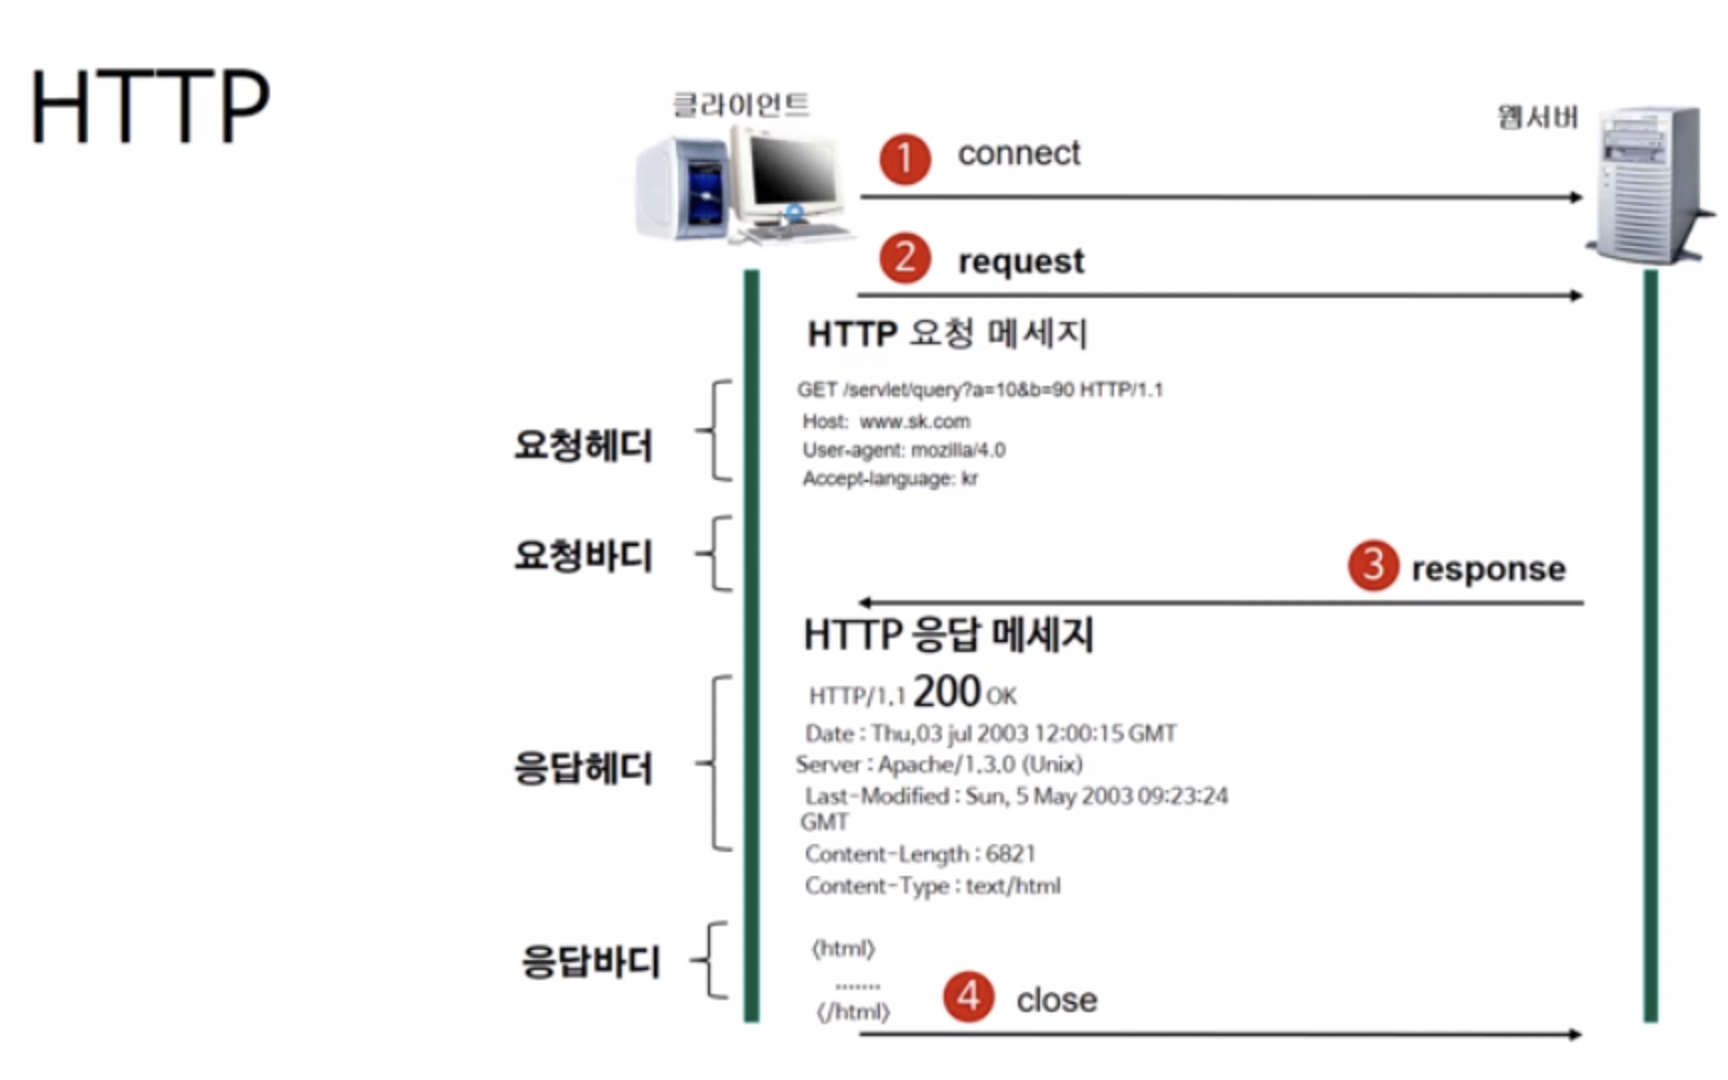 HTTP
클라이언트
웹서버
1 connect
2 request
HTTP 요청 메세지
요청헤더
GET /servlet/query?a=10&b=90 HTTP/1.1
Host: www.sk.com
User-agent: mozilla/4.0
Accept-language: kr
요청바디
3 response
HTTP 응답 메세지
응답헤더
HTTP/1.1 200 OK
Date : Thu,03 jul 2003 12:00:15 GMT
Server : Apache/1.3.0 (Unix)
Last-Modified : Sun, 5 May 2003 09:23:24
GMT
Content-Length : 6821
Content-Type : text/html
응답바디
<html>
.......
</html>
4 close